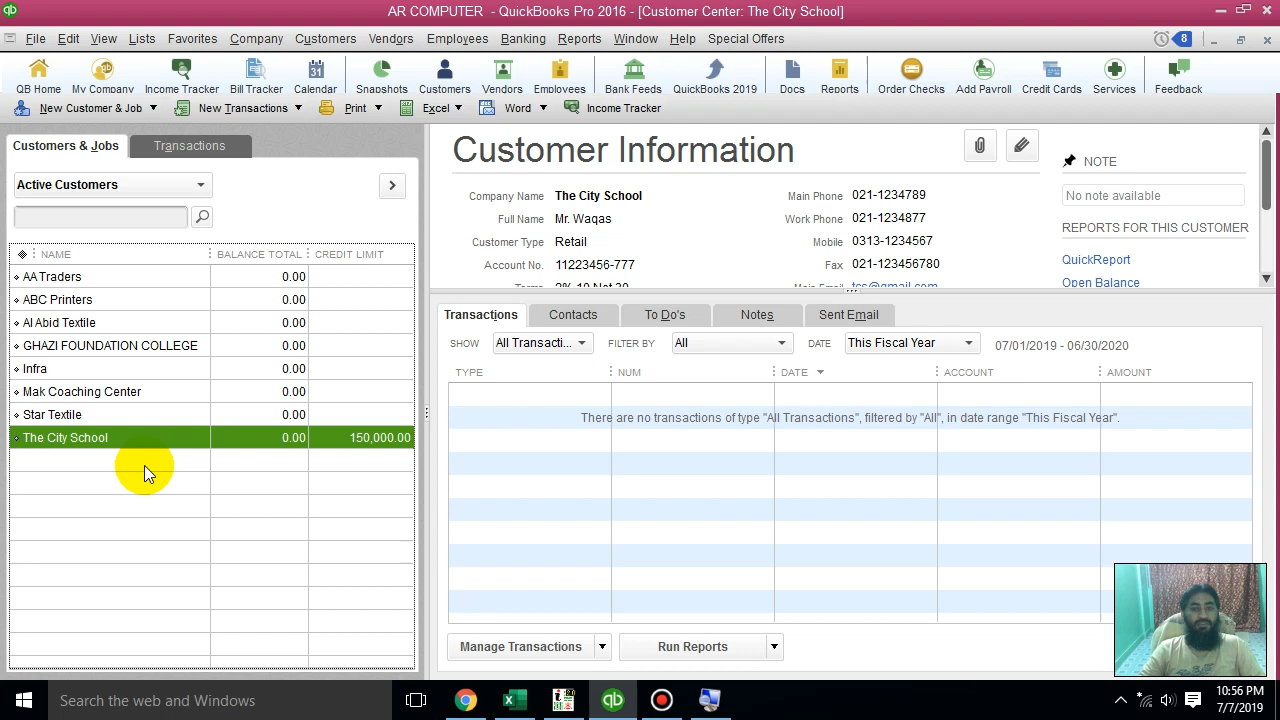 AR COMPUTER - QuickBooks Pro 2016 - [Customer Center: The City School]
File Edit View Lists Favorites Company Customers Vendors Employees Banking Reports Window Help Special Offers 8
QB Home My Company Income Tracker Bill Tracker Calendar Snapshots Customers Vendors Employees Bank Feeds QuickBooks 2019 Docs Reports Order Checks Add Payroll Credit Cards Services Feedback
New Customer & Job New Transactions Print Excel Word Income Tracker
Customers & Jobs Transactions
Active Customers
NAME BALANCE TOTAL CREDIT LIMIT
AA Traders 0.00
ABC Printers 0.00
Al Abid Textile 0.00
GHAZI FOUNDATION COLLEGE 0.00
Infra 0.00
Mak Coaching Center 0.00
Star Textile 0.00
The City School 0.00 150,000.00
Customer Information
Company Name The City School
Full Name Mr. Waqas
Customer Type Retail
Account No. 11223456-777
Terms 2% 10 Net 30
Main Phone 021-1234789
Work Phone 021-1234877
Mobile 0313-1234567
Fax 021-123456780
Main Email tcs@gmail.com
NOTE
No note available
REPORTS FOR THIS CUSTOMER
QuickReport
Open Balance
Transactions Contacts To Do's Notes Sent Email
SHOW All Transacti... FILTER BY All DATE This Fiscal Year 07/01/2019 - 06/30/2020
TYPE NUM DATE ACCOUNT AMOUNT
There are no transactions of type "All Transactions", filtered by "All", in date range "This Fiscal Year".
Manage Transactions Run Reports
Search the web and Windows
10:56 PM
7/7/2019